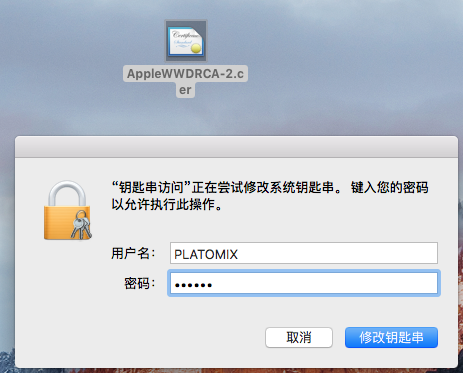 AppleWWDRCA-2.c
er
“钥匙串访问”正在尝试修改系统钥匙串。 键入您的密码
以允许执行此操作。
用户名： PLATOMIX
密码： ••••••
取消 修改钥匙串